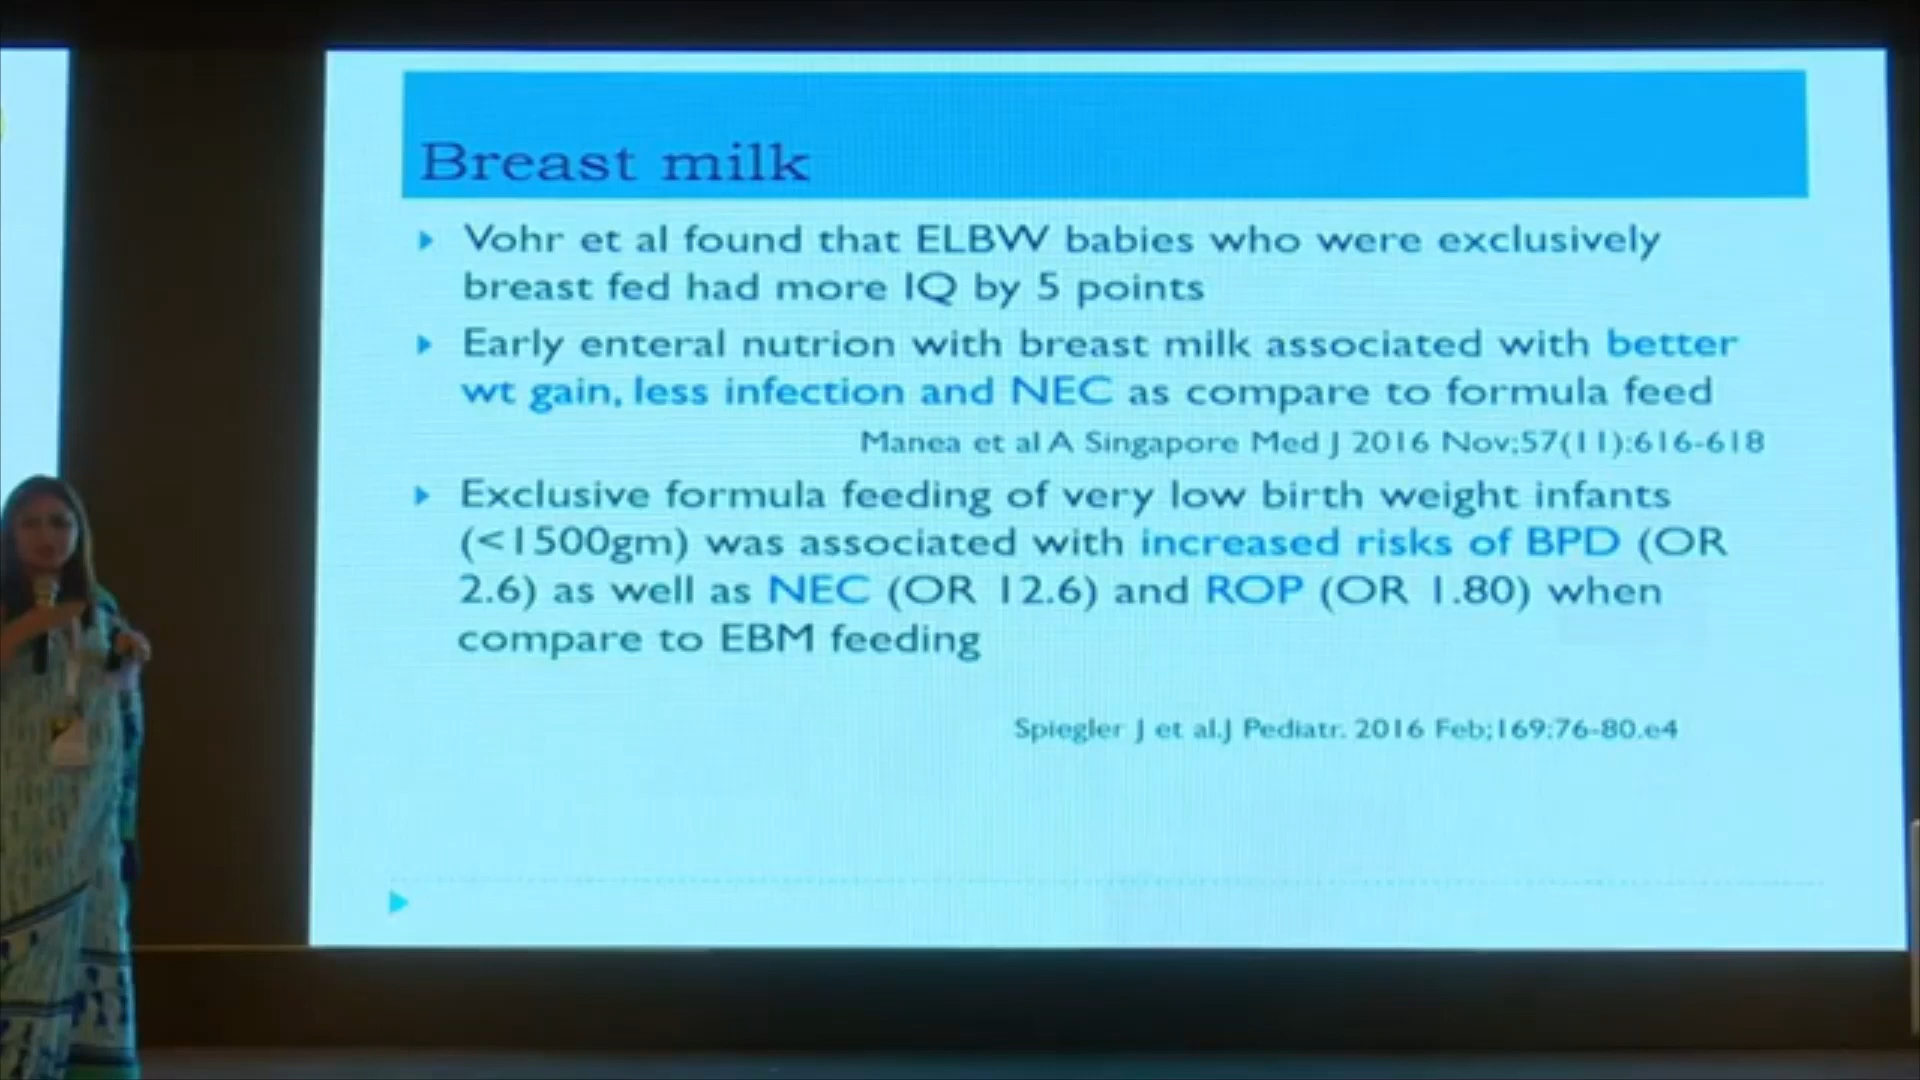 Breast milk
Vohr et al found that ELBW babies who were exclusively
breast fed had more IQ by 5 points
Early enteral nutrion with breast milk associated with better
wt gain, less infection and NEC as compare to formula feed
Manea et al A Singapore Med J 2016 Nov;57(11):616-618
Exclusive formula feeding of very low birth weight infants
(<1500gm) was associated with increased risks of BPD (OR
2.6) as well as NEC (OR 12.6) and ROP (OR 1.80) when
compare to EBM feeding
Spiegler J et al.J Pediatr. 2016 Feb;169:76-80.e4